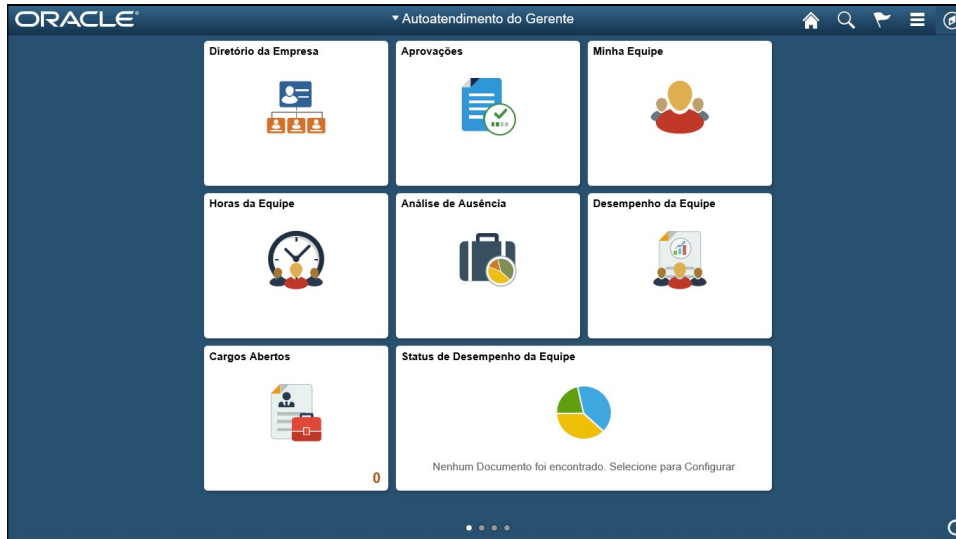 ORACLE
Autoatendimento do Gerente
Diretório da Empresa
Aprovações
Minha Equipe
Horas da Equipe
Análise de Ausência
Desempenho da Equipe
Cargos Abertos
0
Status de Desempenho da Equipe
Nenhum Documento foi encontrado. Selecione para Configurar